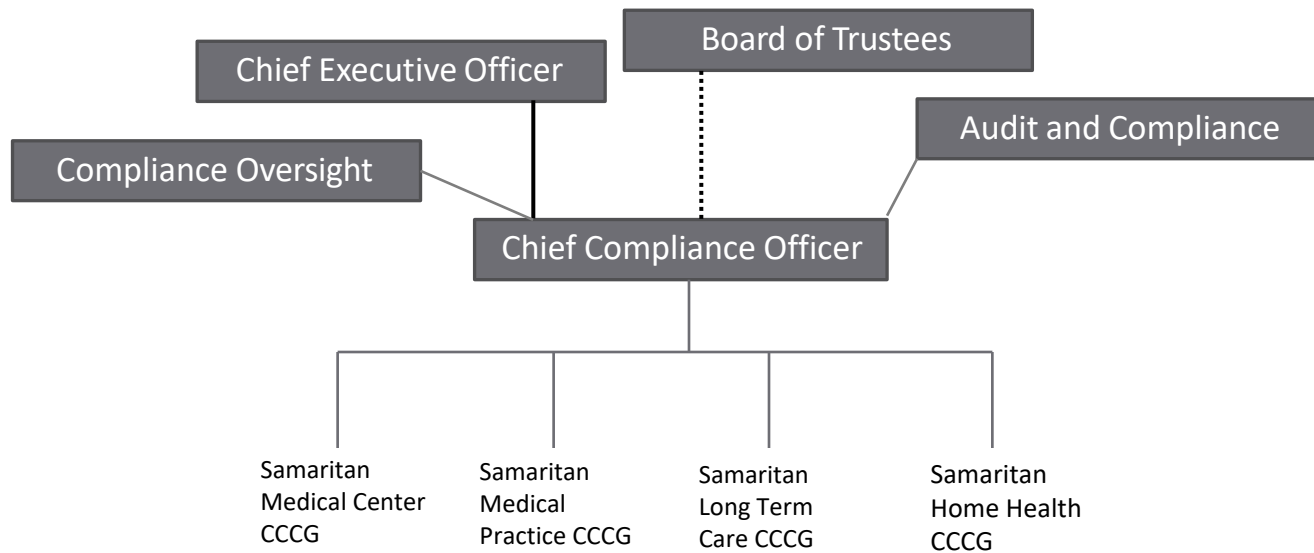 Board of Trustees
Chief Executive Officer
Audit and Compliance
Compliance Oversight
Chief Compliance Officer
Samaritan
Medical Center
CCCG
Samaritan
Medical
Practice CCCG
Samaritan
Long Term
Care CCCG
Samaritan
Home Health
CCCG